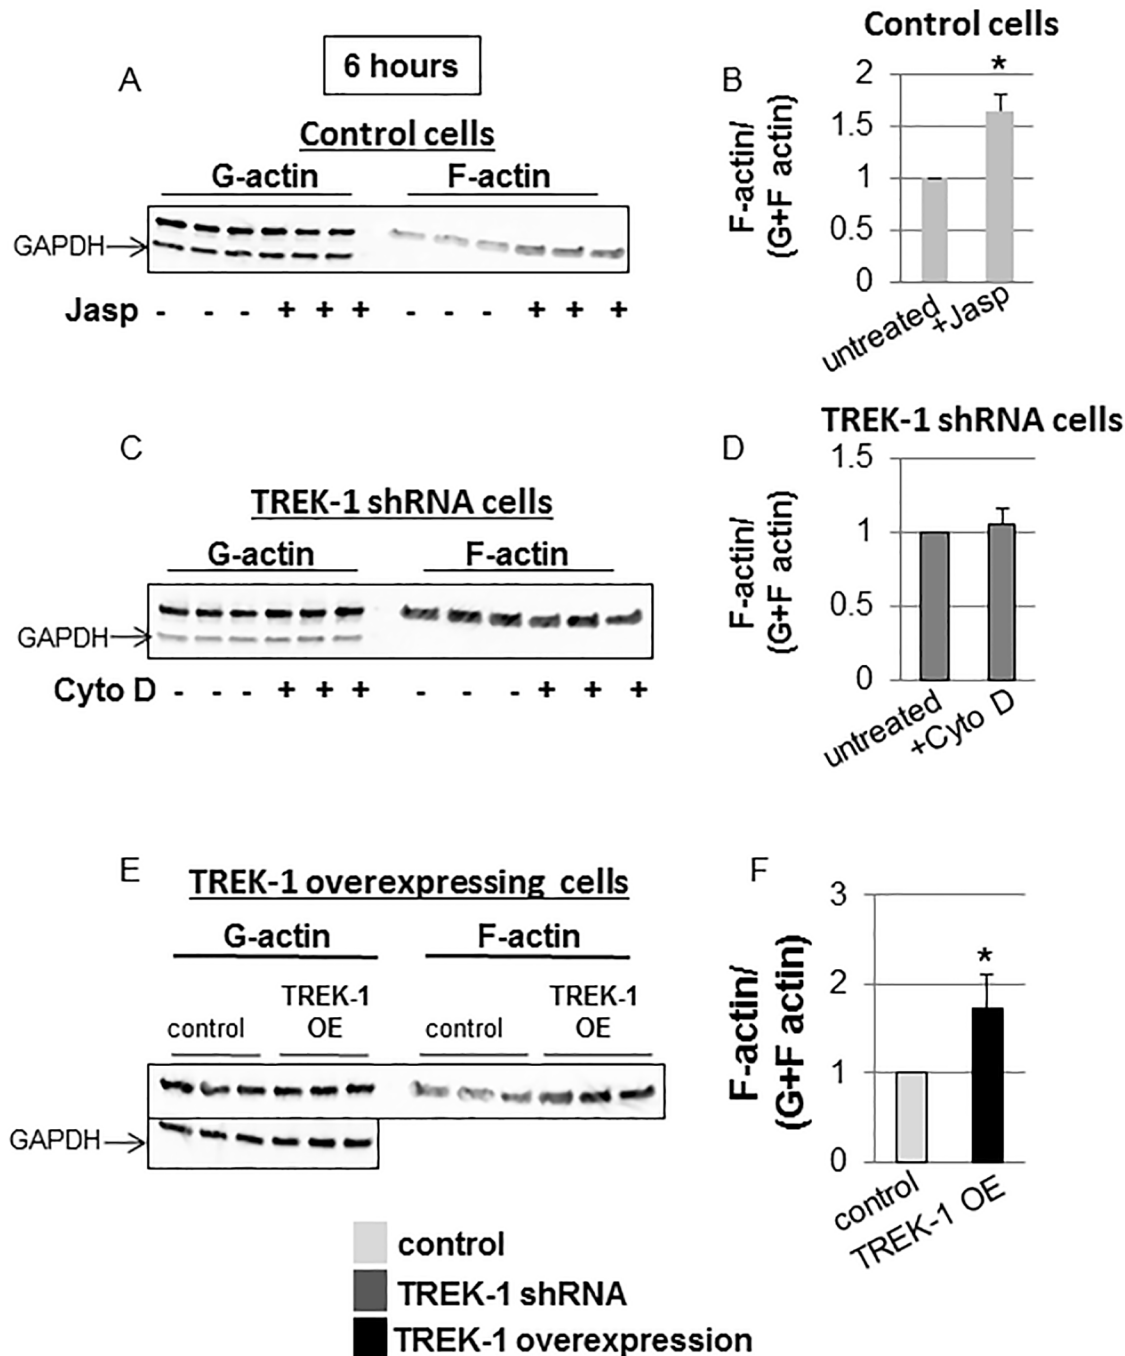 A
6 hours
Control cells
G-actin F-actin
GAPDH
Jasp - - - + + + - - - + + +
B
Control cells
F-actin/
(G+F actin)
2
*
1.5
1
0.5
0
untreated
+Jasp
C
TREK-1 shRNA cells
G-actin F-actin
GAPDH
Cyto D - - - + + + - - - + + +
D
TREK-1 shRNA cells
F-actin/
(G+F actin)
1.5
1
0.5
0
untreated
+Cyto D
E
TREK-1 overexpressing cells
G-actin F-actin
control TREK-1 OE control TREK-1 OE
GAPDH
F
F-actin/
(G+F actin)
3
*
2
1
0
control
TREK-1 OE
control
TREK-1 shRNA
TREK-1 overexpression